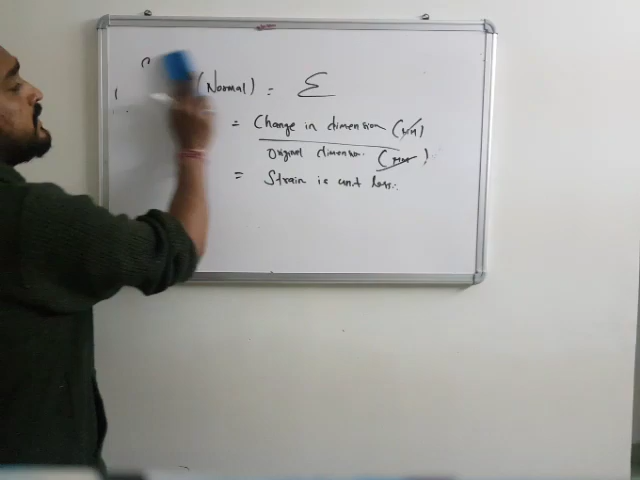 (Normal) = Σ
= Change in dimension (MM)
Original dimension. (MM)
= Strain is unit less.